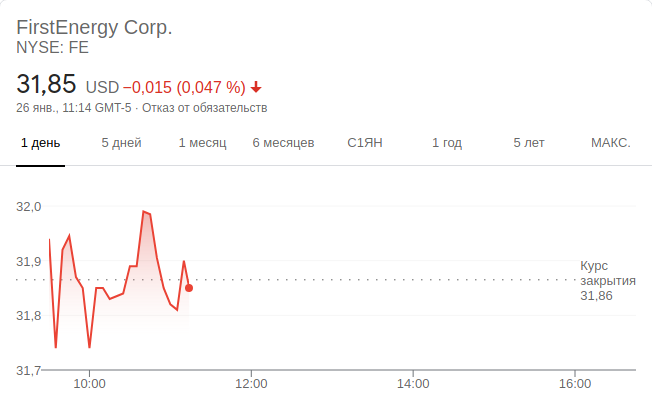 FirstEnergy Corp.
NYSE: FE
31,85 USD −0,015 (0,047 %)
26 янв., 11:14 GMT-5 · Отказ от обязательств
1 день 5 дней 1 месяц 6 месяцев С1ЯН 1 год 5 лет МАКС.
32,0
31,9
31,8
31,7
Курс
закрытия
31,86
10:00 12:00 14:00 16:00